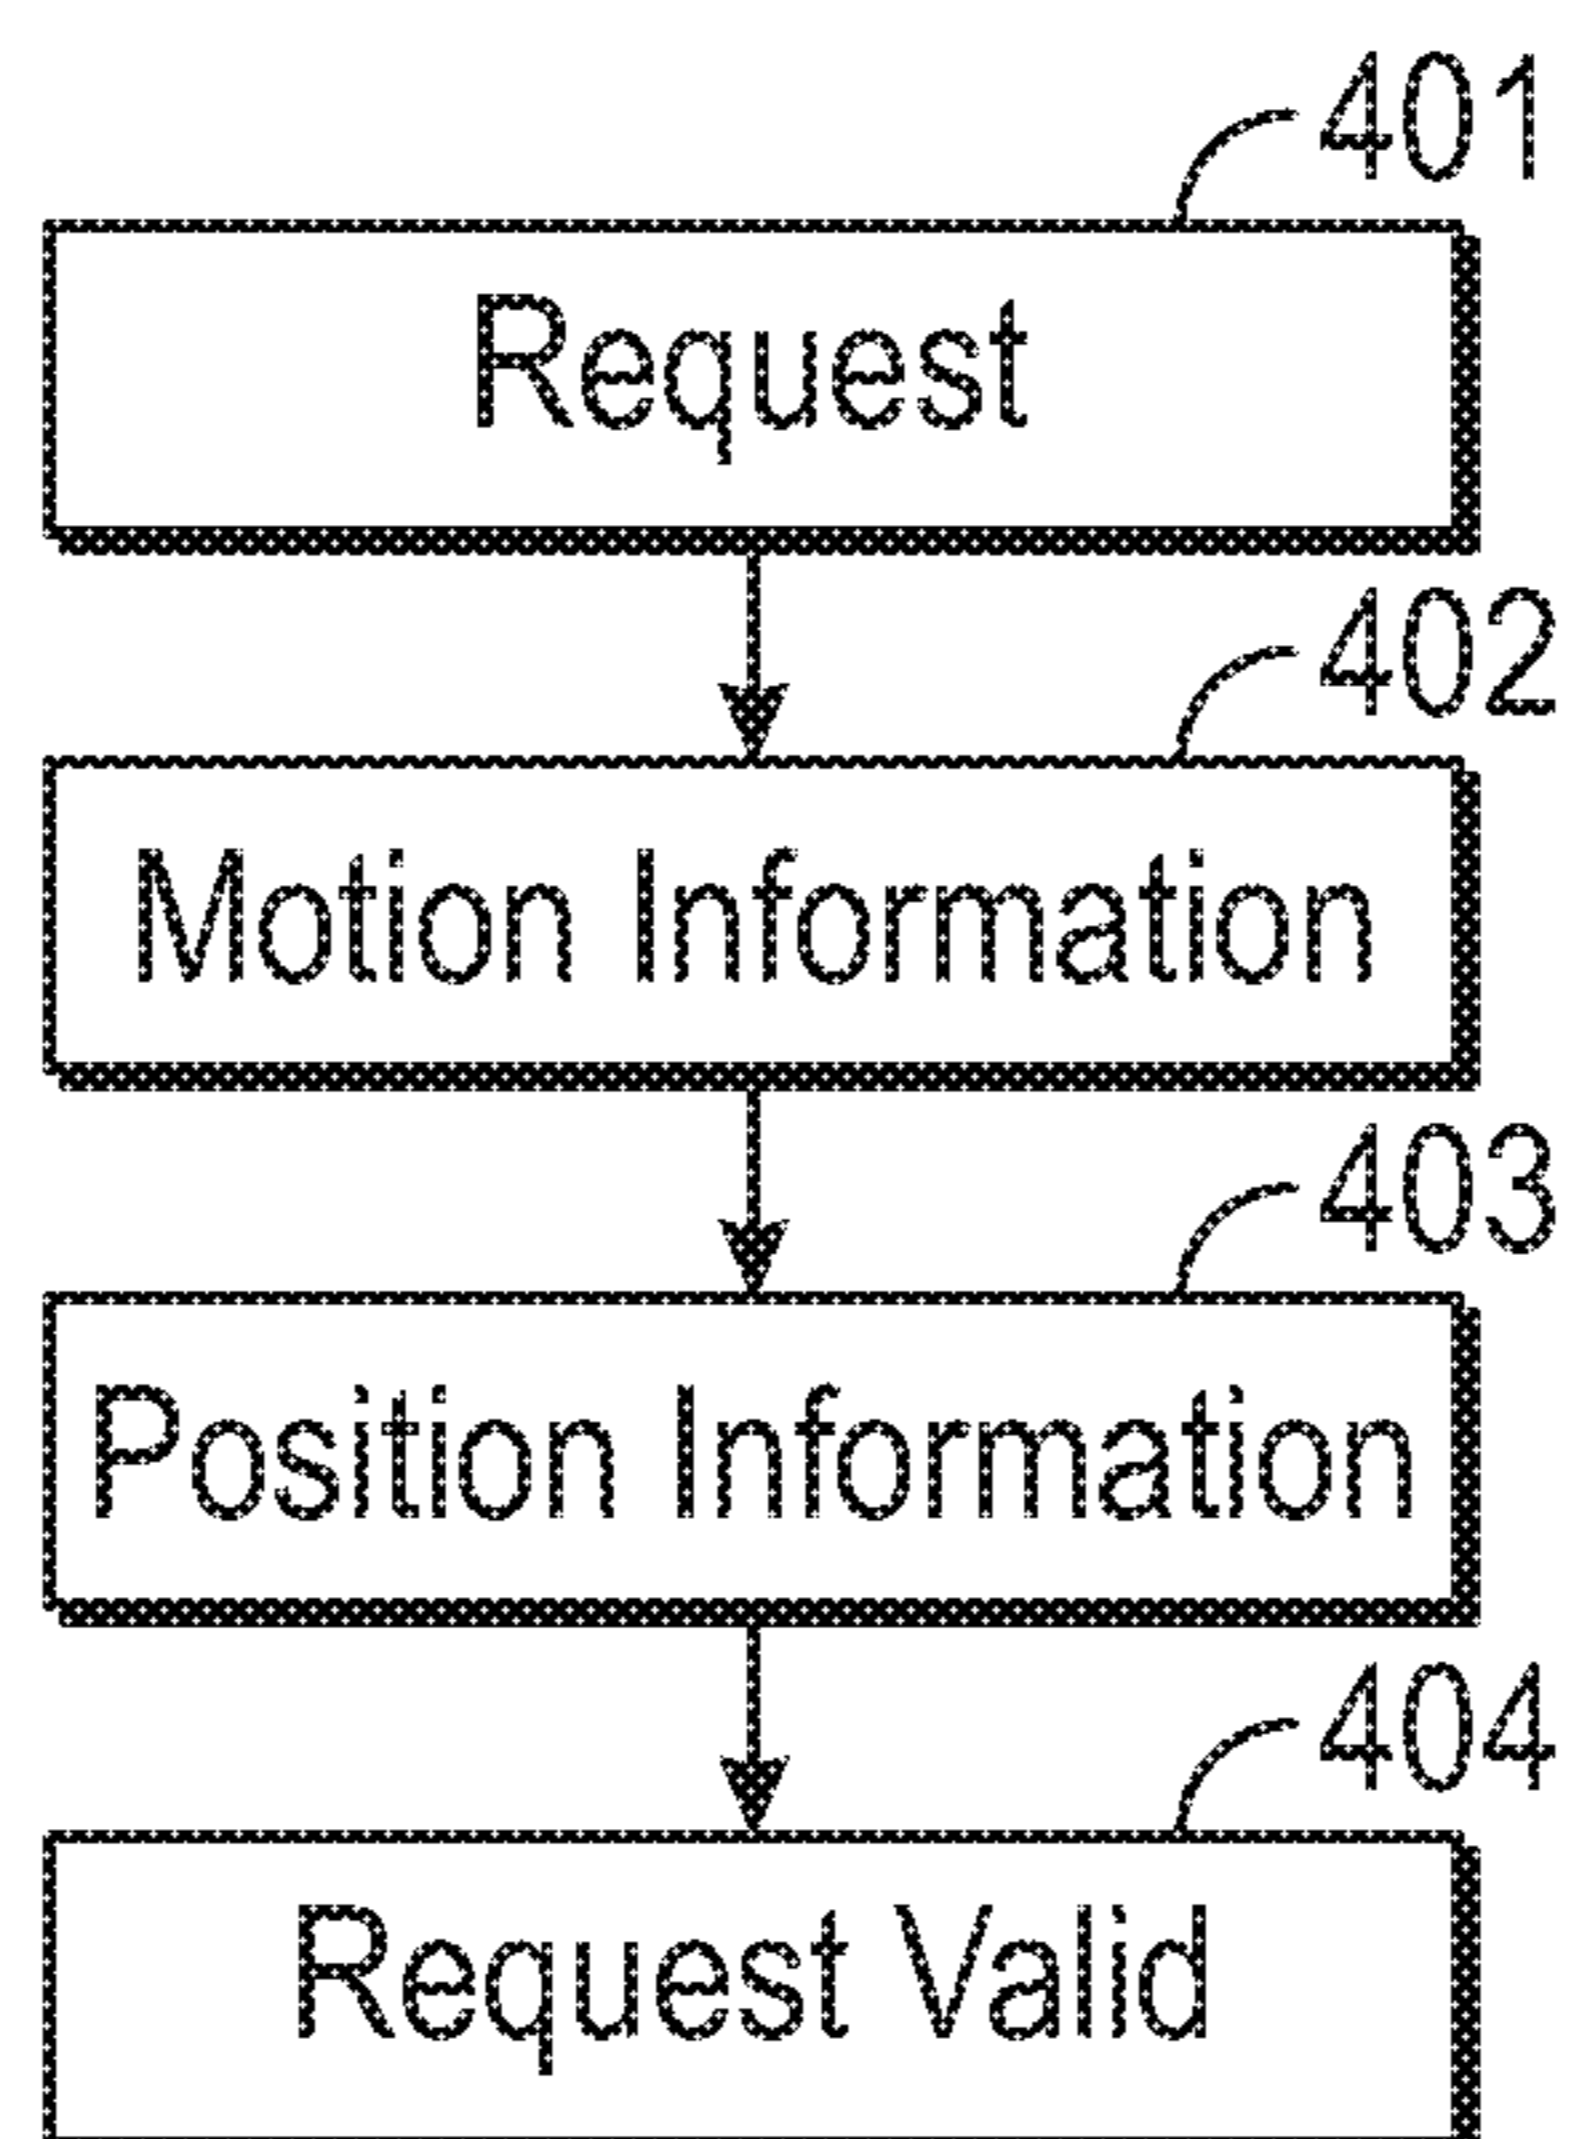 401
Request
402
Motion Information
403
Position Information
404
Request Valid